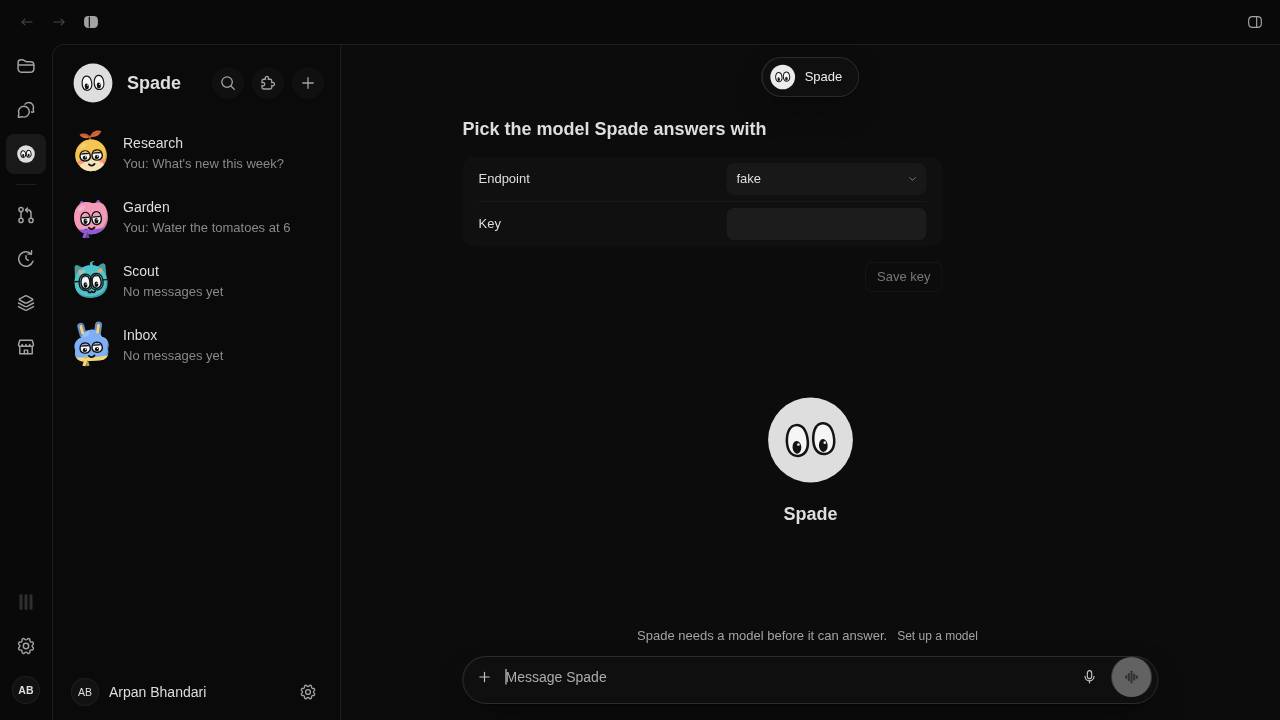 Spade
Spade
Pick the model Spade answers with
Research
You: What's new this week?
Endpoint
fake
Garden
You: Water the tomatoes at 6
Key
Scout
No messages yet
Save key
Inbox
No messages yet
Spade
Spade needs a model before it can answer. Set up a model
Message Spade
AB
AB
Arpan Bhandari